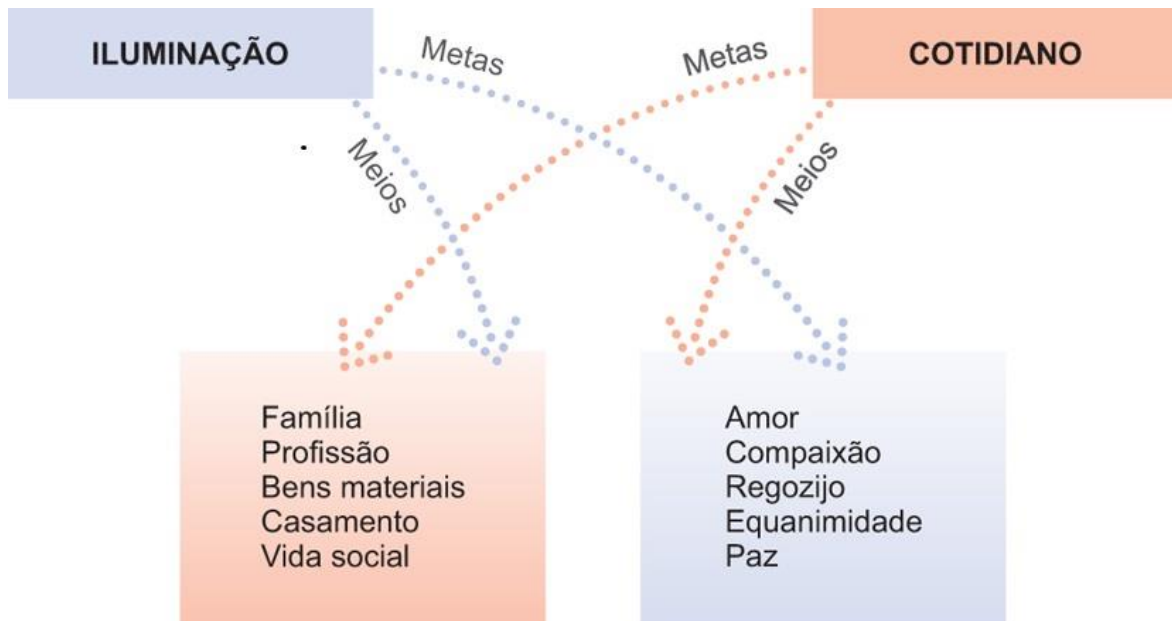 ILUMINAÇÃO
Metas
Metas
COTIDIANO
Meios
Meios
Família
Profissão
Bens materiais
Casamento
Vida social
Amor
Compaixão
Regozijo
Equanimidade
Paz